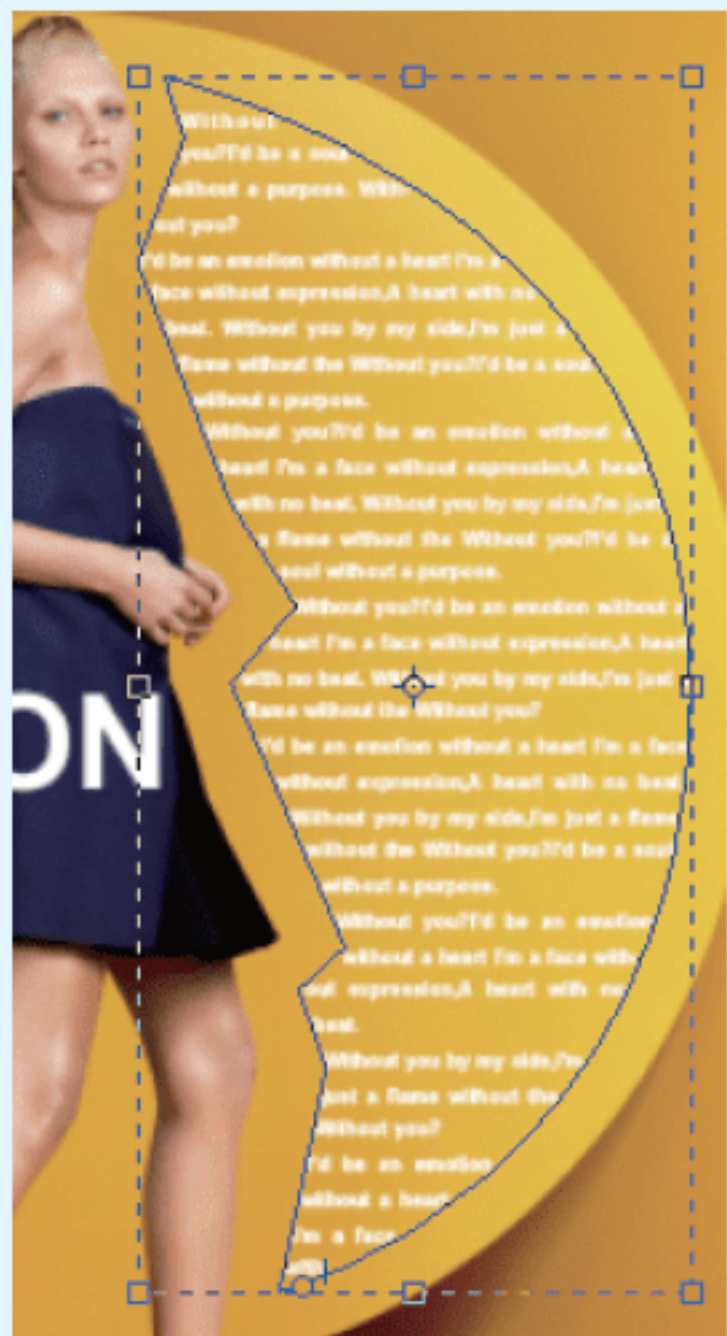 Without
you?I'd be a soul
without a purpose. With-
out you?
I'd be an emotion without a heart I'm a
face without expression,A heart with no
beat. Without you by my side,I'm just a
flame without the Without you?I'd be a soul
without a purpose.
Without you?I'd be an emotion without a
heart I'm a face without expression,A heart
with no beat. Without you by my side,I'm just
a flame without the Without you?I'd be a
soul without a purpose.
Without you?I'd be an emotion without a
heart I'm a face without expression,A heart
with no beat. Without you by my side,I'm just
flame without the Without you?
ON
I'd be an emotion without a heart I'm a face
without expression,A heart with no beat.
Without you by my side,I'm just a flame
without the Without you?I'd be a soul
without a purpose.
Without you?I'd be an emotion
without a heart I'm a face with-
out expression,A heart with no
beat.
Without you by my side,I'm
just a flame without the
Without you?
I'd be an emotion
without a heart
I'm a face
with